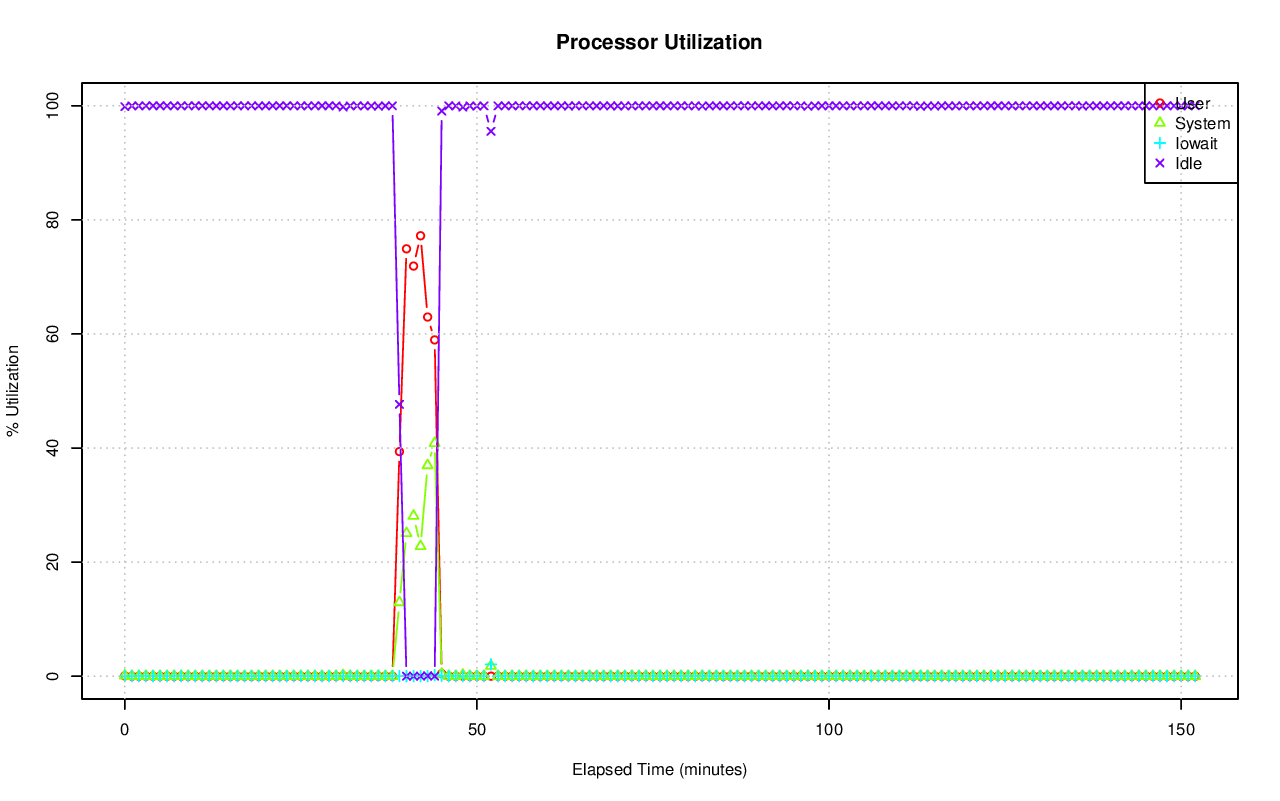 Processor Utilization
% Utilization
100
80
60
40
20
0
User
System
Iowait
Idle
0 50 100 150
Elapsed Time (minutes)